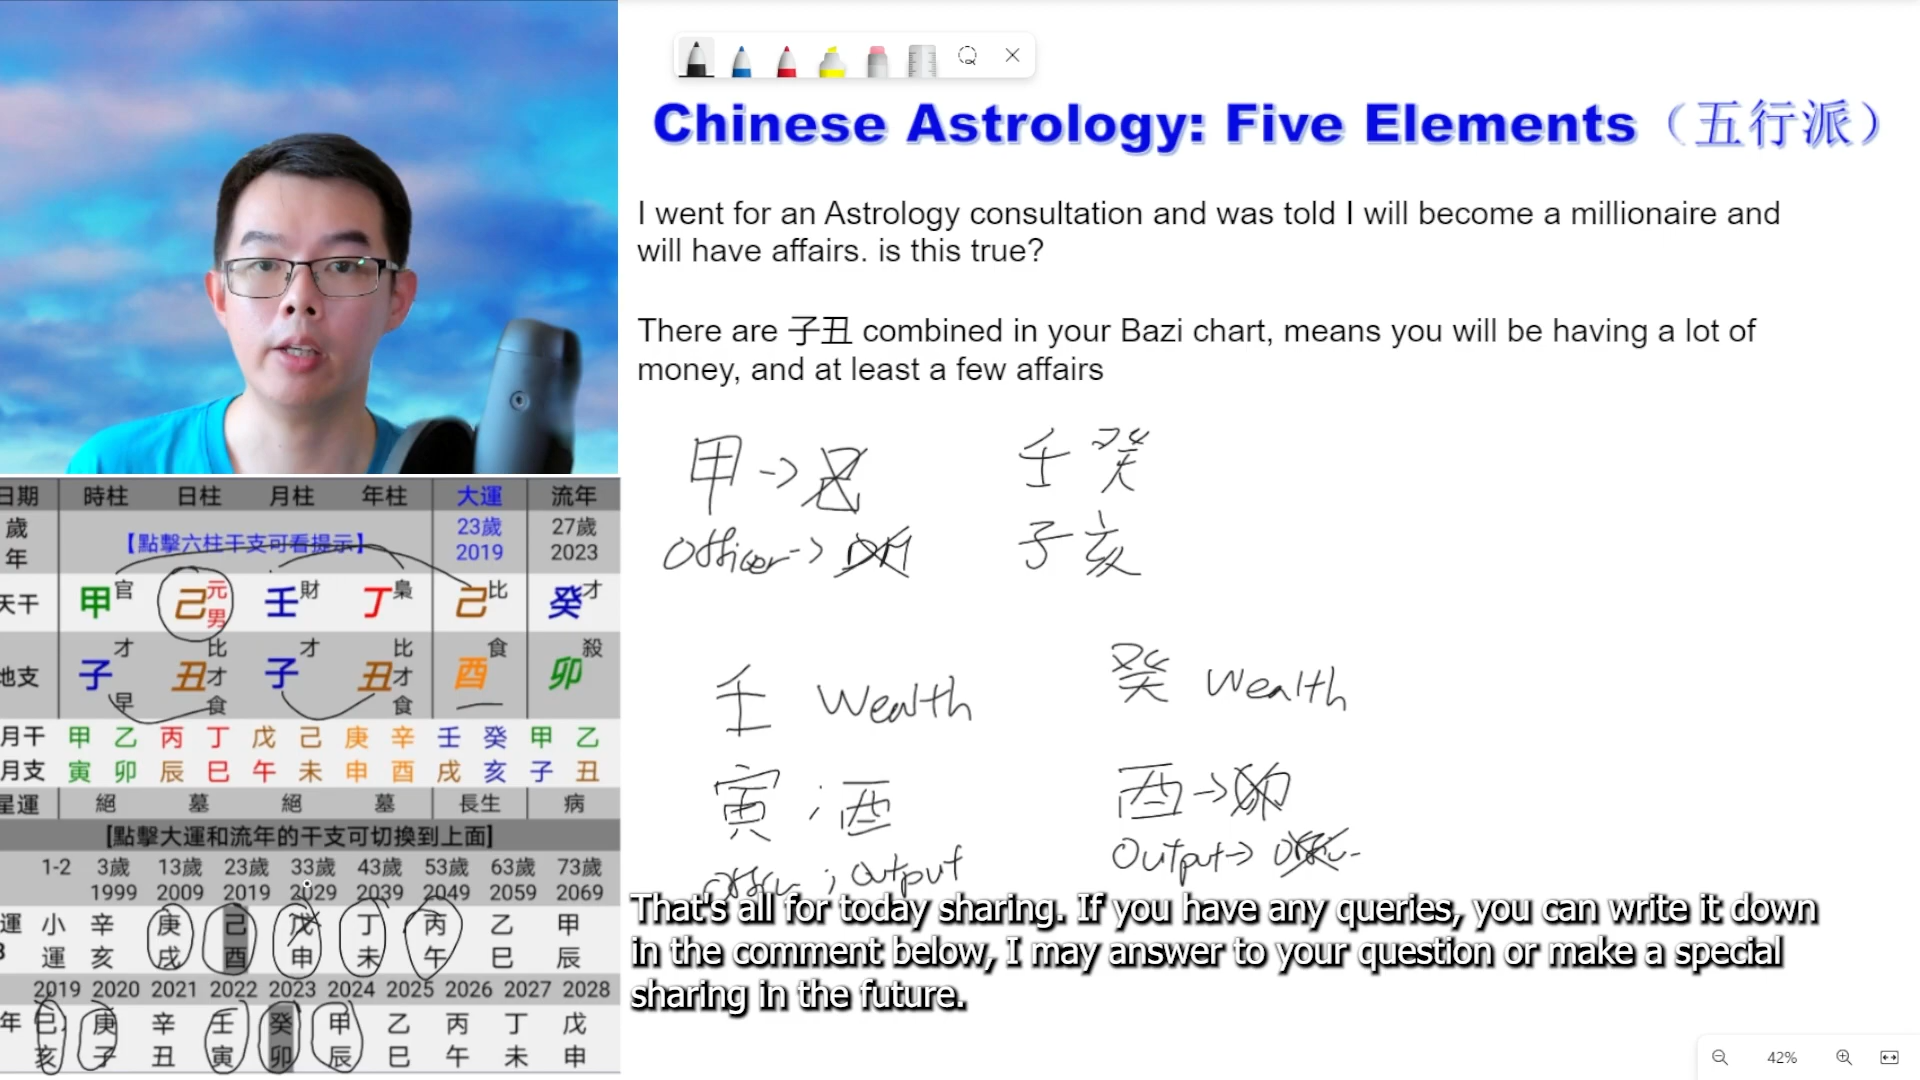 Chinese Astrology: Five Elements（五行派）
I went for an Astrology consultation and was told I will become a millionaire and
will have affairs. is this true?
There are 子丑 combined in your Bazi chart, means you will be having a lot of
money, and at least a few affairs
甲->
壬癸
Officer->
子亥
壬 Wealth
癸 Wealth
寅 ; 酉
酉->卯
; output
Output->
That's all for today sharing. If you have any queries, you can write it down
in the comment below, I may answer to your question or make a special
sharing in the future.
日期 時柱 日柱 月柱 年柱 大運 流年
歲 23歲 27歲
年 【點擊六柱干支可看提示】 2019 2023
天干 甲官 己元男 壬財 丁梟 己比 癸才
地支 子才 丑比才食 子才 丑比才食 酉食 卯殺
月干 甲 乙 丙 丁 戊 己 庚 辛 壬 癸 甲 乙
月支 寅 卯 辰 巳 午 未 申 酉 戌 亥 子 丑
星運 絕 墓 絕 墓 長生 病
[點擊大運和流年的干支可切換到上面]
1-2 3歲 13歲 23歲 33歲 43歲 53歲 63歲 73歲
1999 2009 2019 2029 2039 2049 2059 2069
運 小 辛 庚 己 戊 丁 丙 乙 甲
運 亥 戌 酉 申 未 午 巳 辰
2019 2020 2021 2022 2023 2024 2025 2026 2027 2028
年 己 庚 辛 壬 癸 甲 乙 丙 丁 戊
亥 子 丑 寅 卯 辰 巳 午 未 申
42%